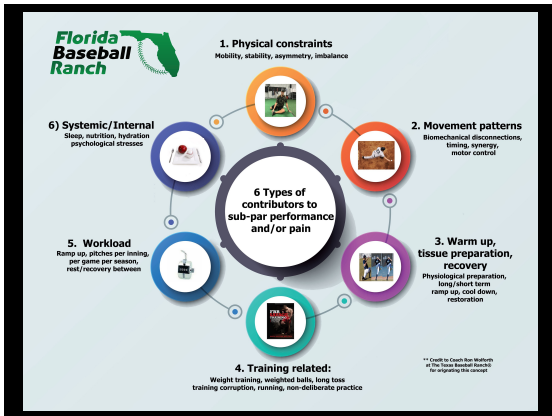 Florida
Baseball
Ranch
1. Physical constraints
Mobility, stability, asymmetry, imbalance
6) Systemic/Internal
Sleep, nutrition, hydration
psychological stresses
2. Movement patterns
Biomechanical disconnections,
timing, synergy,
motor control
6 Types of
contributors to
sub-par performance
and/or pain
5. Workload
Ramp up, pitches per inning,
per game per season,
rest/recovery between
3. Warm up,
tissue preparation,
recovery
Physiological preparation,
long/short term
ramp up, cool down,
restoration
4. Training related:
Weight training, weighted balls, long toss
training corruption, running, non-deliberate practice
** Credit to Coach Ron Wolforth
at The Texas Baseball Ranch®
for orignating this concept